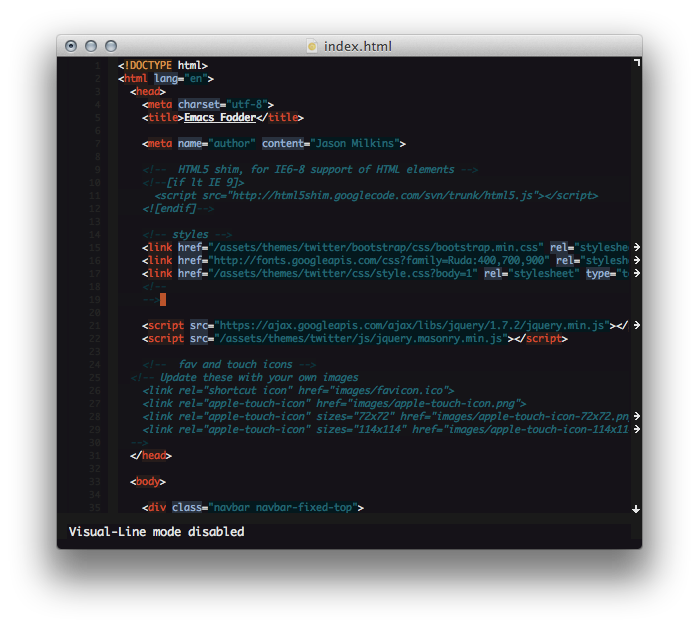 index.html
1 <!DOCTYPE html>
2 <html lang="en">
3 <head>
4 <meta charset="utf-8">
5 <title>Emacs Fodder</title>
6
7 <meta name="author" content="Jason Milkins">
8
9 <!-- HTML5 shim, for IE6-8 support of HTML elements -->
10 <!--[if lt IE 9]>
11 <script src="http://html5shim.googlecode.com/svn/trunk/html5.js"></script>
12 <![endif]-->
13
14 <!-- styles -->
15 <link href="/assets/themes/twitter/bootstrap/css/bootstrap.min.css" rel="styleshe
16 <link href="http://fonts.googleapis.com/css?family=Ruda:400,700,900" rel="stylesh
17 <link href="/assets/themes/twitter/css/style.css?body=1" rel="stylesheet" type="t
18 <!--
19 -->
20
21 <script src="https://ajax.googleapis.com/ajax/libs/jquery/1.7.2/jquery.min.js"></
22 <script src="/assets/themes/twitter/js/jquery.masonry.min.js"></script>
23
24 <!-- fav and touch icons -->
25 <!-- Update these with your own images
26 <link rel="shortcut icon" href="images/favicon.ico">
27 <link rel="apple-touch-icon" href="images/apple-touch-icon.png">
28 <link rel="apple-touch-icon" sizes="72x72" href="images/apple-touch-icon-72x72.pn
29 <link rel="apple-touch-icon" sizes="114x114" href="images/apple-touch-icon-114x11
30 -->
31 </head>
32
33 <body>
34
35 <div class="navbar navbar-fixed-top">
Visual-Line mode disabled